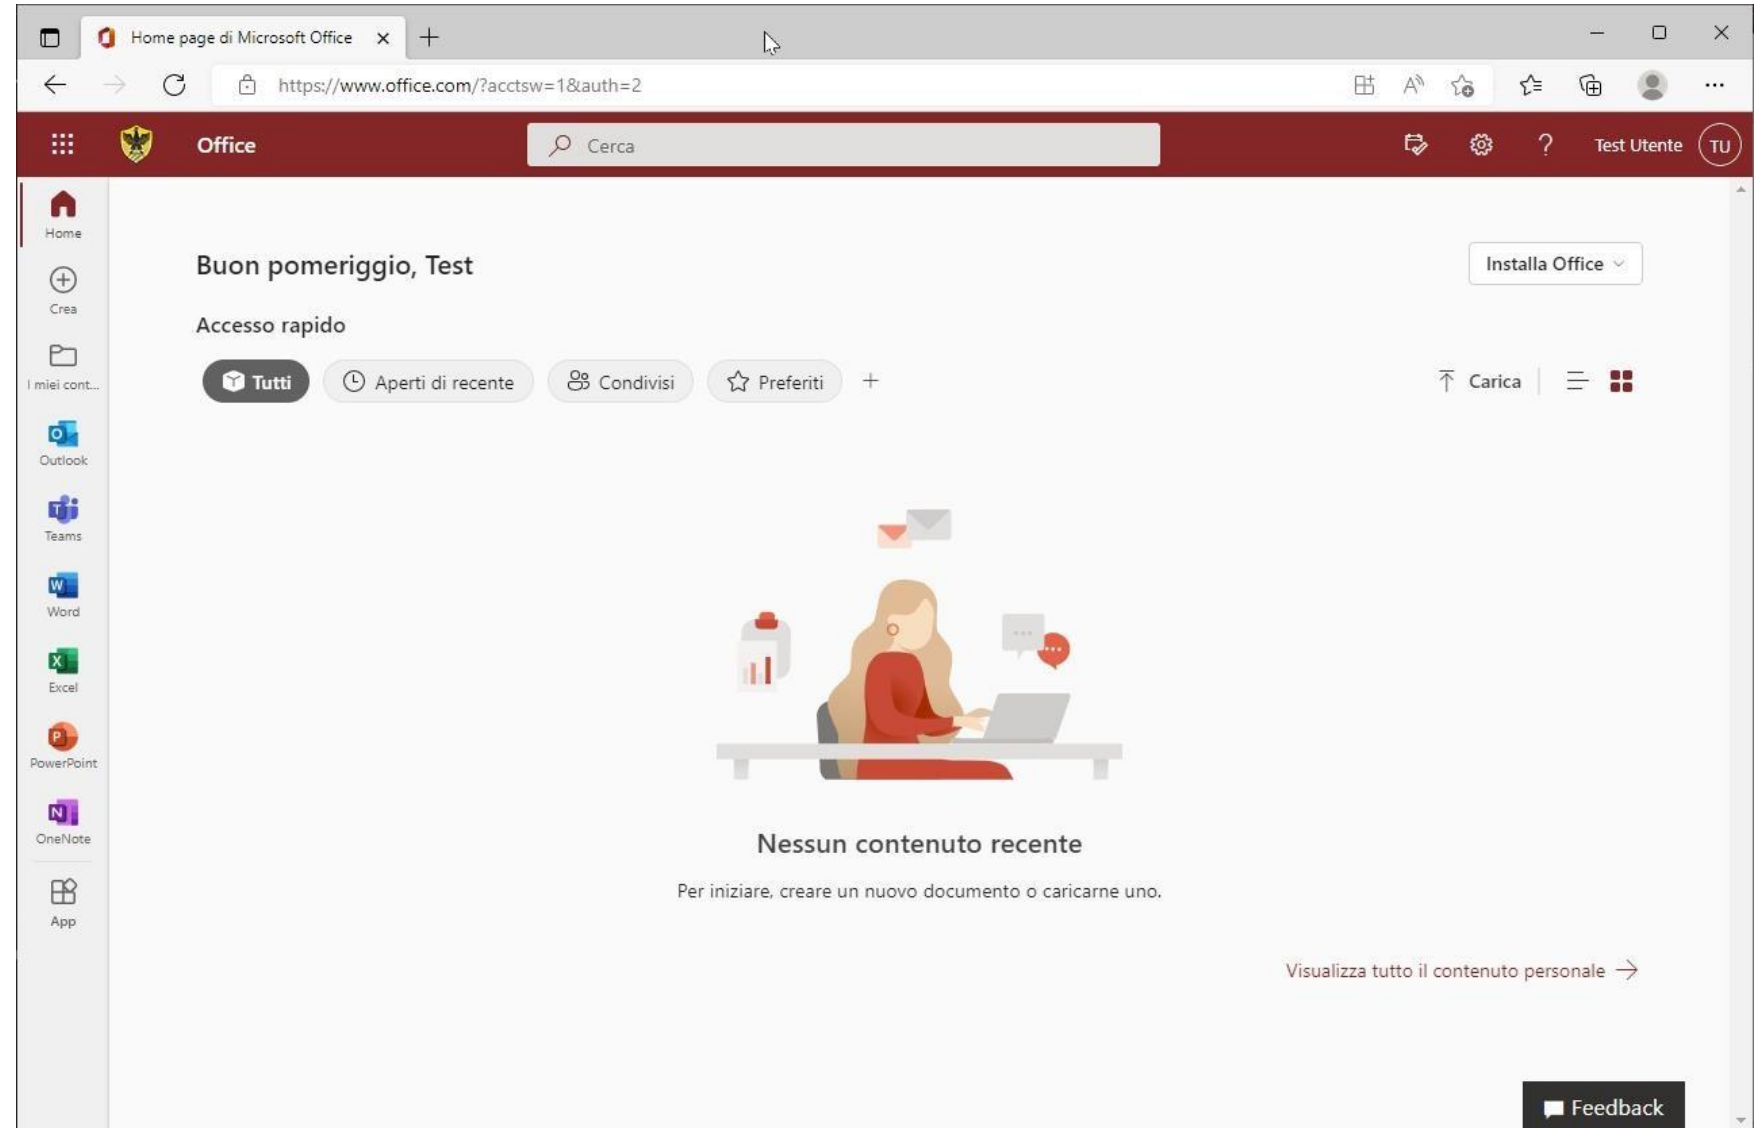 Home page di Microsoft Office
https://www.office.com/?acctsw=1&auth=2
Office
Cerca
Test Utente
TU
Home
Crea
I miei cont...
Outlook
Teams
Word
Excel
PowerPoint
OneNote
App
Buon pomeriggio, Test
Installa Office
Accesso rapido
Tutti
Aperti di recente
Condivisi
Preferiti
Carica
Nessun contenuto recente
Per iniziare, creare un nuovo documento o caricarne uno.
Visualizza tutto il contenuto personale
Feedback